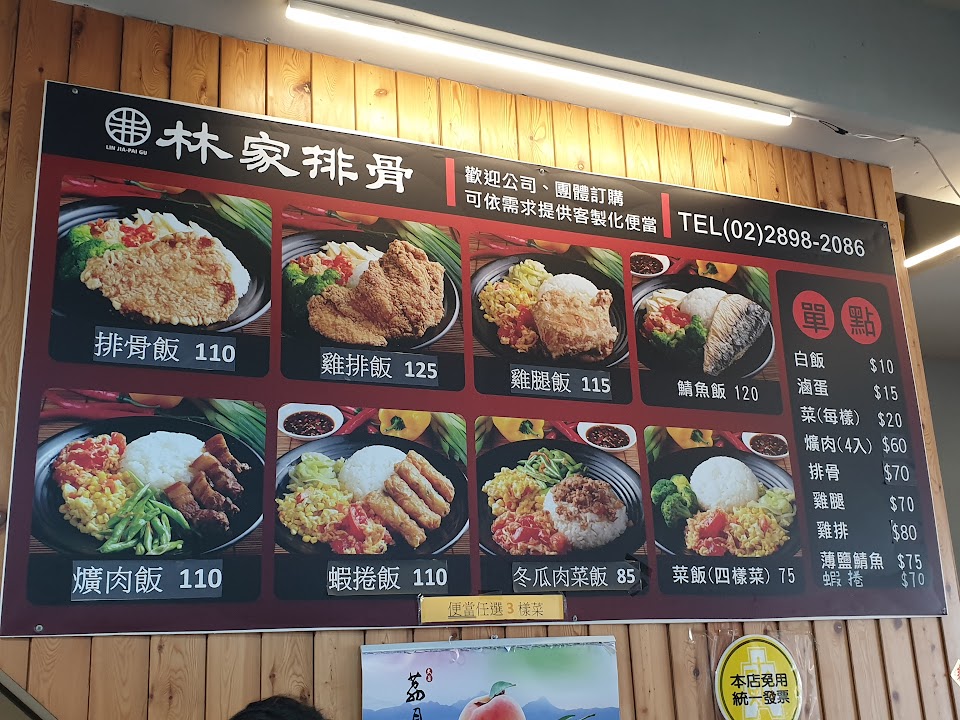 林家排骨
LIN JIA-PAI GU
歡迎公司、團體訂購
可依需求提供客製化便當
TEL(02)2898-2086
排骨飯 110
雞排飯 125
雞腿飯 115
鯖魚飯 120
爌肉飯 110
蝦捲飯 110
冬瓜肉菜飯 85
菜飯(四樣菜) 75
單點
白飯 $10
滷蛋 $15
菜(每樣) $20
爌肉(4入) $60
排骨 $70
雞腿 $70
雞排 $80
薄鹽鯖魚 $75
蝦捲 $70
便當任選3樣菜
本店免用
統一發票